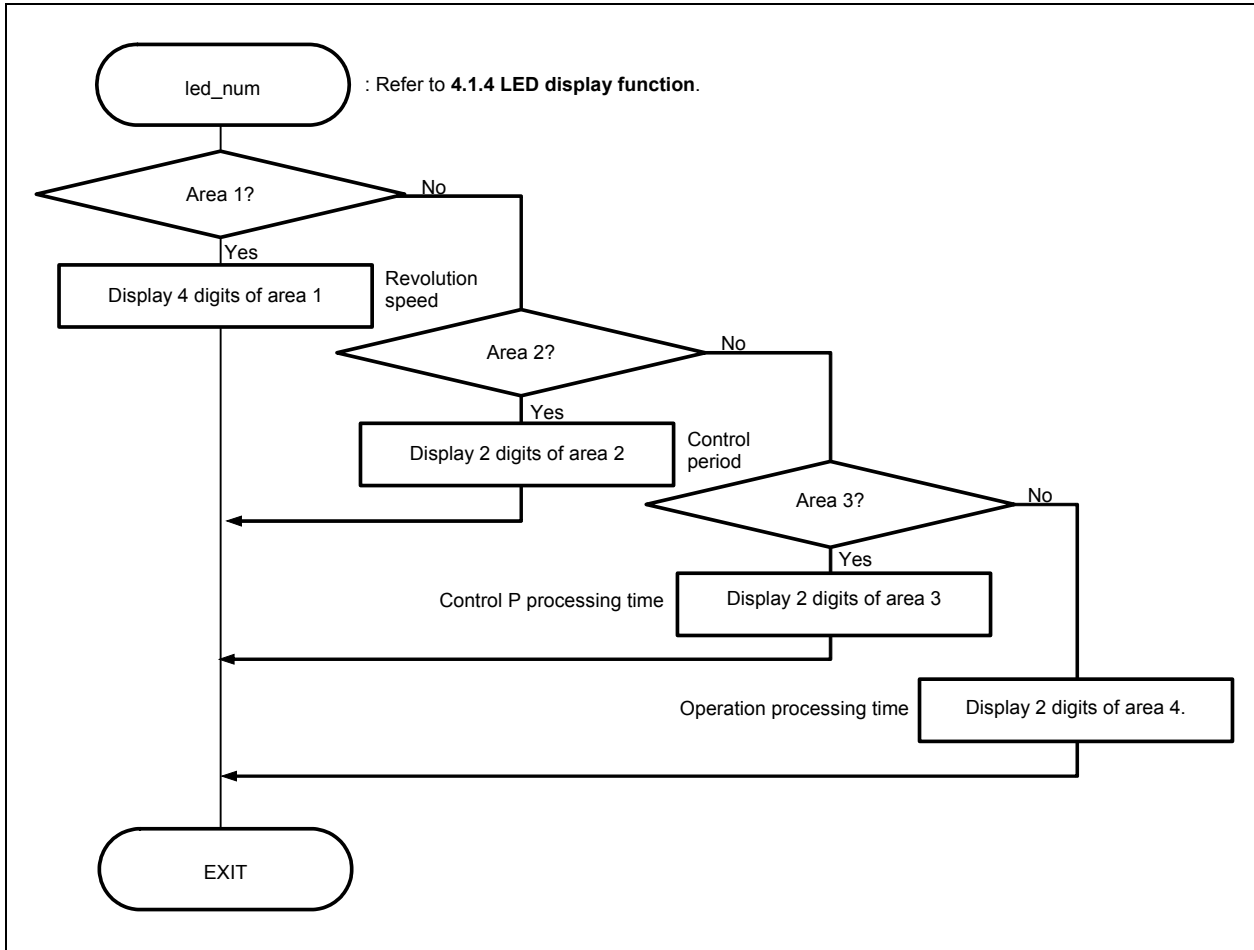 led_num
: Refer to 4.1.4 LED display function.
Area 1?
No
Yes
Display 4 digits of area 1
Revolution
speed
Area 2?
No
Yes
Display 2 digits of area 2
Control
period
Area 3?
No
Yes
Control P processing time
Display 2 digits of area 3
Operation processing time
Display 2 digits of area 4.
EXIT